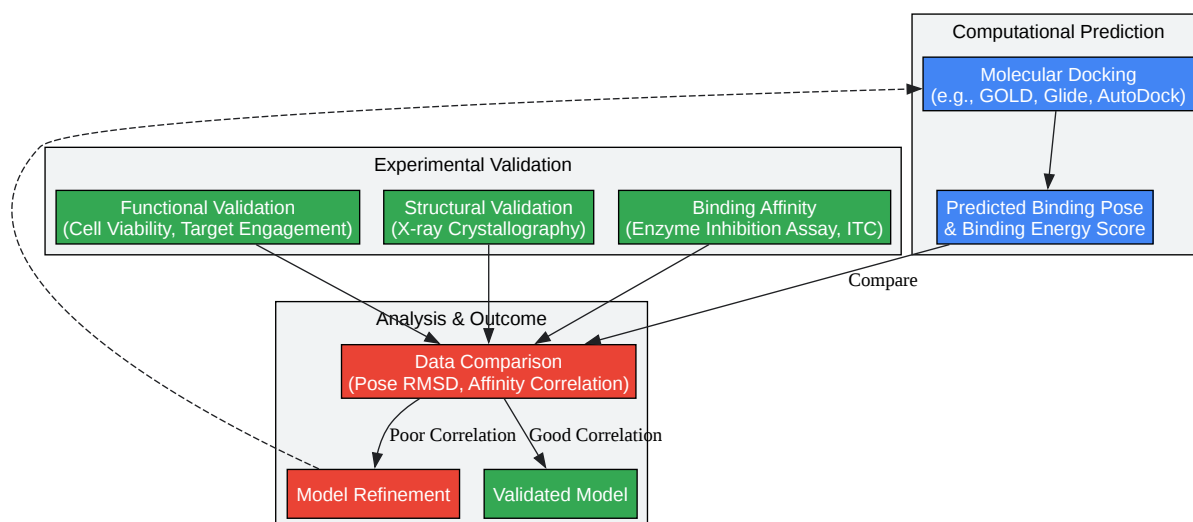 Computational Prediction
Molecular Docking
(e.g., GOLD, Glide, AutoDock)
Experimental Validation
Functional Validation
(Cell Viability, Target Engagement)
Structural Validation
(X-ray Crystallography)
Binding Affinity
(Enzyme Inhibition Assay, ITC)
Predicted Binding Pose
& Binding Energy Score
Compare
Analysis & Outcome
Data Comparison
(Pose RMSD, Affinity Correlation)
Poor Correlation
Good Correlation
Model Refinement
Validated Model